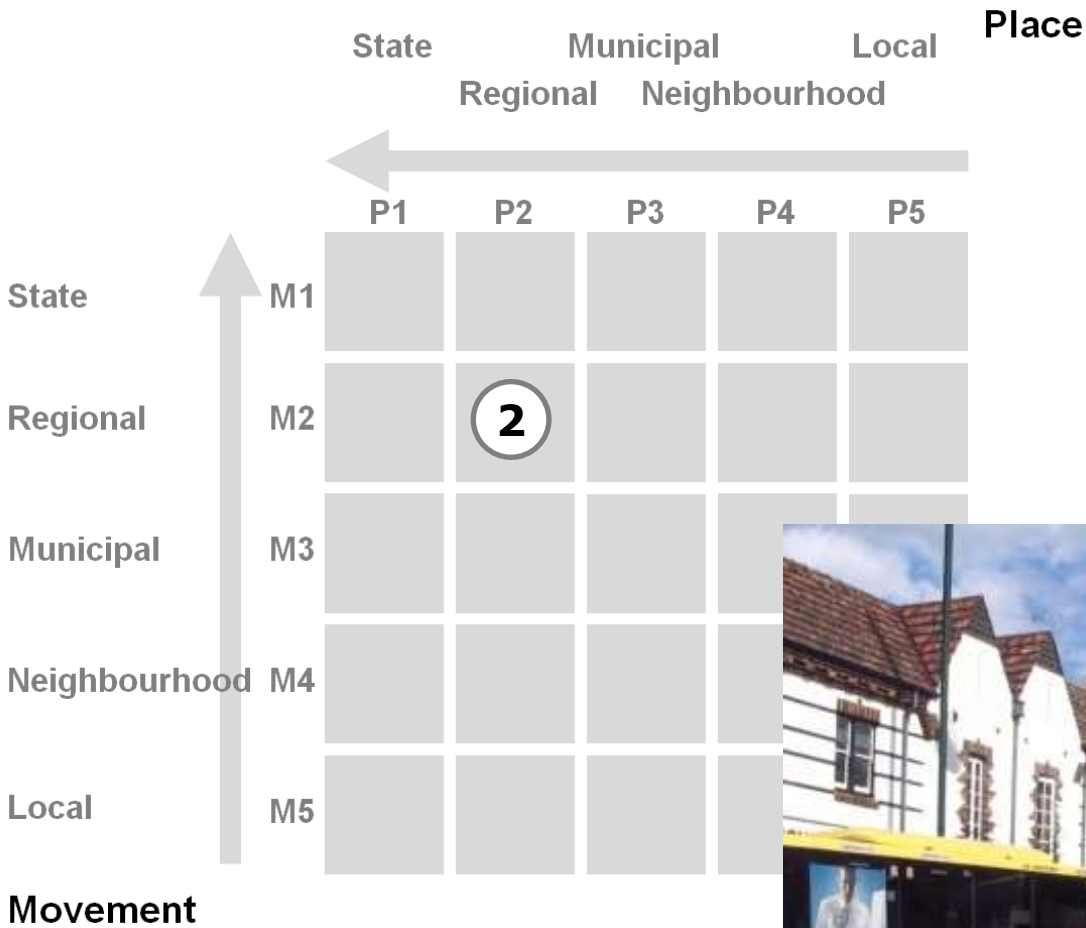 Place
State Municipal Local
Regional Neighbourhood
P1 P2 P3 P4 P5
State M1
Regional M2
2
Municipal M3
Neighbourhood M4
Local M5
Movement